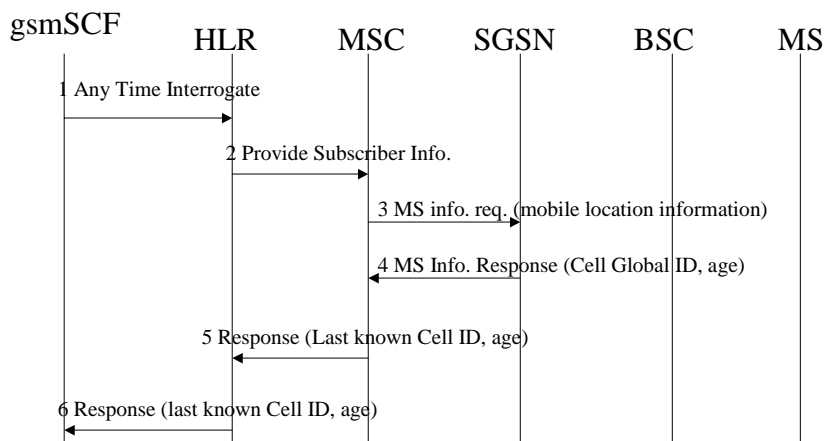 gsmSCF
HLR
MSC
SGSN
BSC
MS
1 Any Time Interrogate
2 Provide Subscriber Info.
3 MS info. req. (mobile location information)
4 MS Info. Response (Cell Global ID, age)
5 Response (Last known Cell ID, age)
6 Response (last known Cell ID, age)